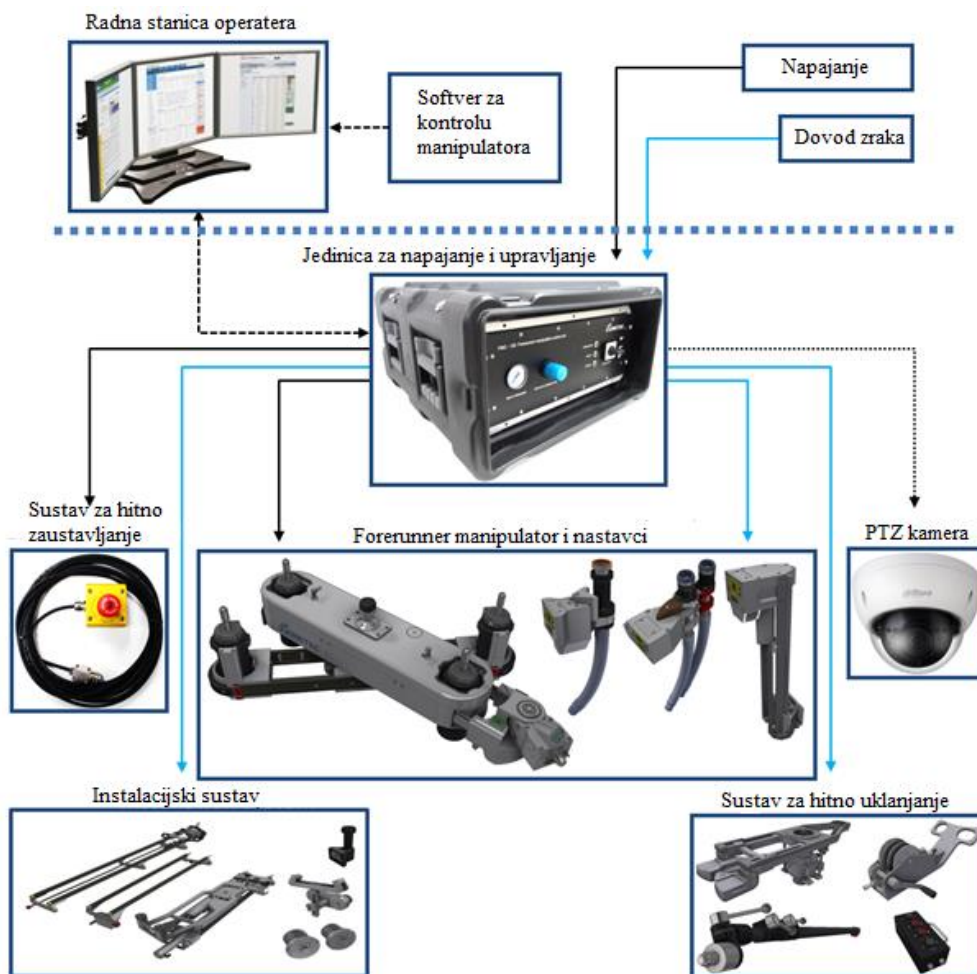 Radna stanica operatera
Softver za
kontrolu
manipulatora
Napajanje
Dovod zraka
Jedinica za napajanje i upravljanje
Sustav za hitno
zaustavljanje
Forerunner manipulator i nastavci
PTZ kamera
alhua
Instalacijski sustav
Sustav za hitno uklanjanje